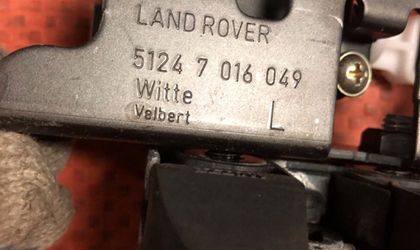 LAND ROVER
5124 7 016 049
Witte
Velbert
L